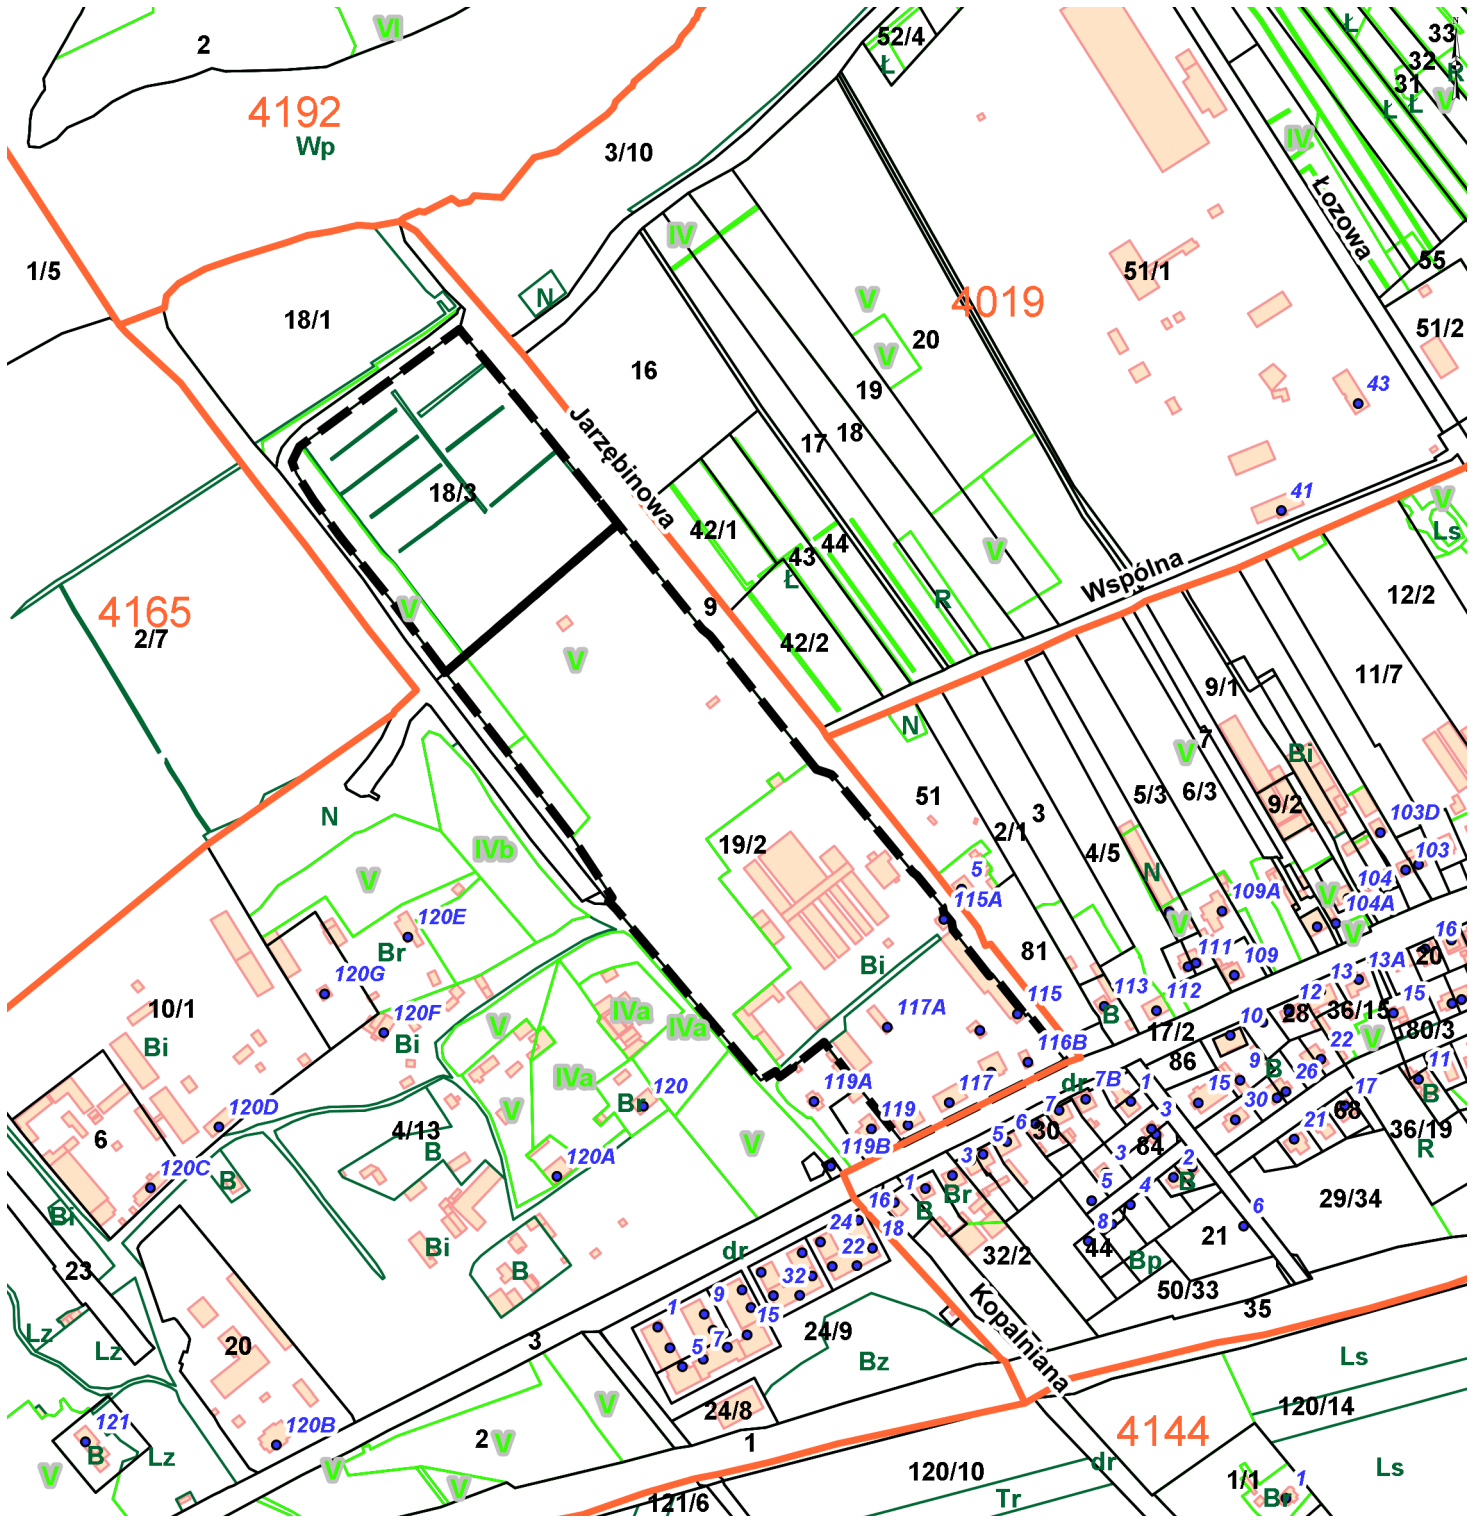 2
VI
52/4
Ł
33
32
Ł
R
31
V
Ł
Ł
N
4192
Wp
3/10
IV
Łozowa
IV
1/5
55
51/1
N
V
4019
18/1
51/2
20
V
16
19
43
17
18
Jarzębinowa
18/3
41
V
Ls
42/1
44
43
Ł
V
Wspólna
R
12/2
4165
2/7
V
9
42/2
V
11/7
9/1
N
7
V
Bi
51
5/3
6/3
3
2/1
9/2
103D
N
IVb
19/2
4/5
103
104
V
5
N
V
115A
109A
V
104A
V
V
120E
Br
81
111
109
16
20
13A
13
Bi
120G
10/1
117A
115
113
B
112
12
28
36/15
15
IVa
IVa
V
120F
Bi
Bi
17/2
10
22
V
80/3
116B
86
9
B
11
B
IVa
V
120
Br
119A
117
dr
7B
1
15
26
30
17
68
7
6
30
3
21
36/19
R
120D
6
4/13
B
119
119B
V
5
3
84
3
120C
B
120A
2
B
29/34
Bi
1
Br
5
4
16
B
6
21
8
44
18
24
Bi
dr
22
32/2
Bp
23
B
50/33
32
9
35
Kopalniana
1
15
3
24/9
Lz
Lz
20
7
5
Bz
Ls
V
24/8
120/14
121
B
120B
2
V
1
4144
Lz
V
V
V
120/10
dr
Ls
1/1
1
Br
121/6
Tr